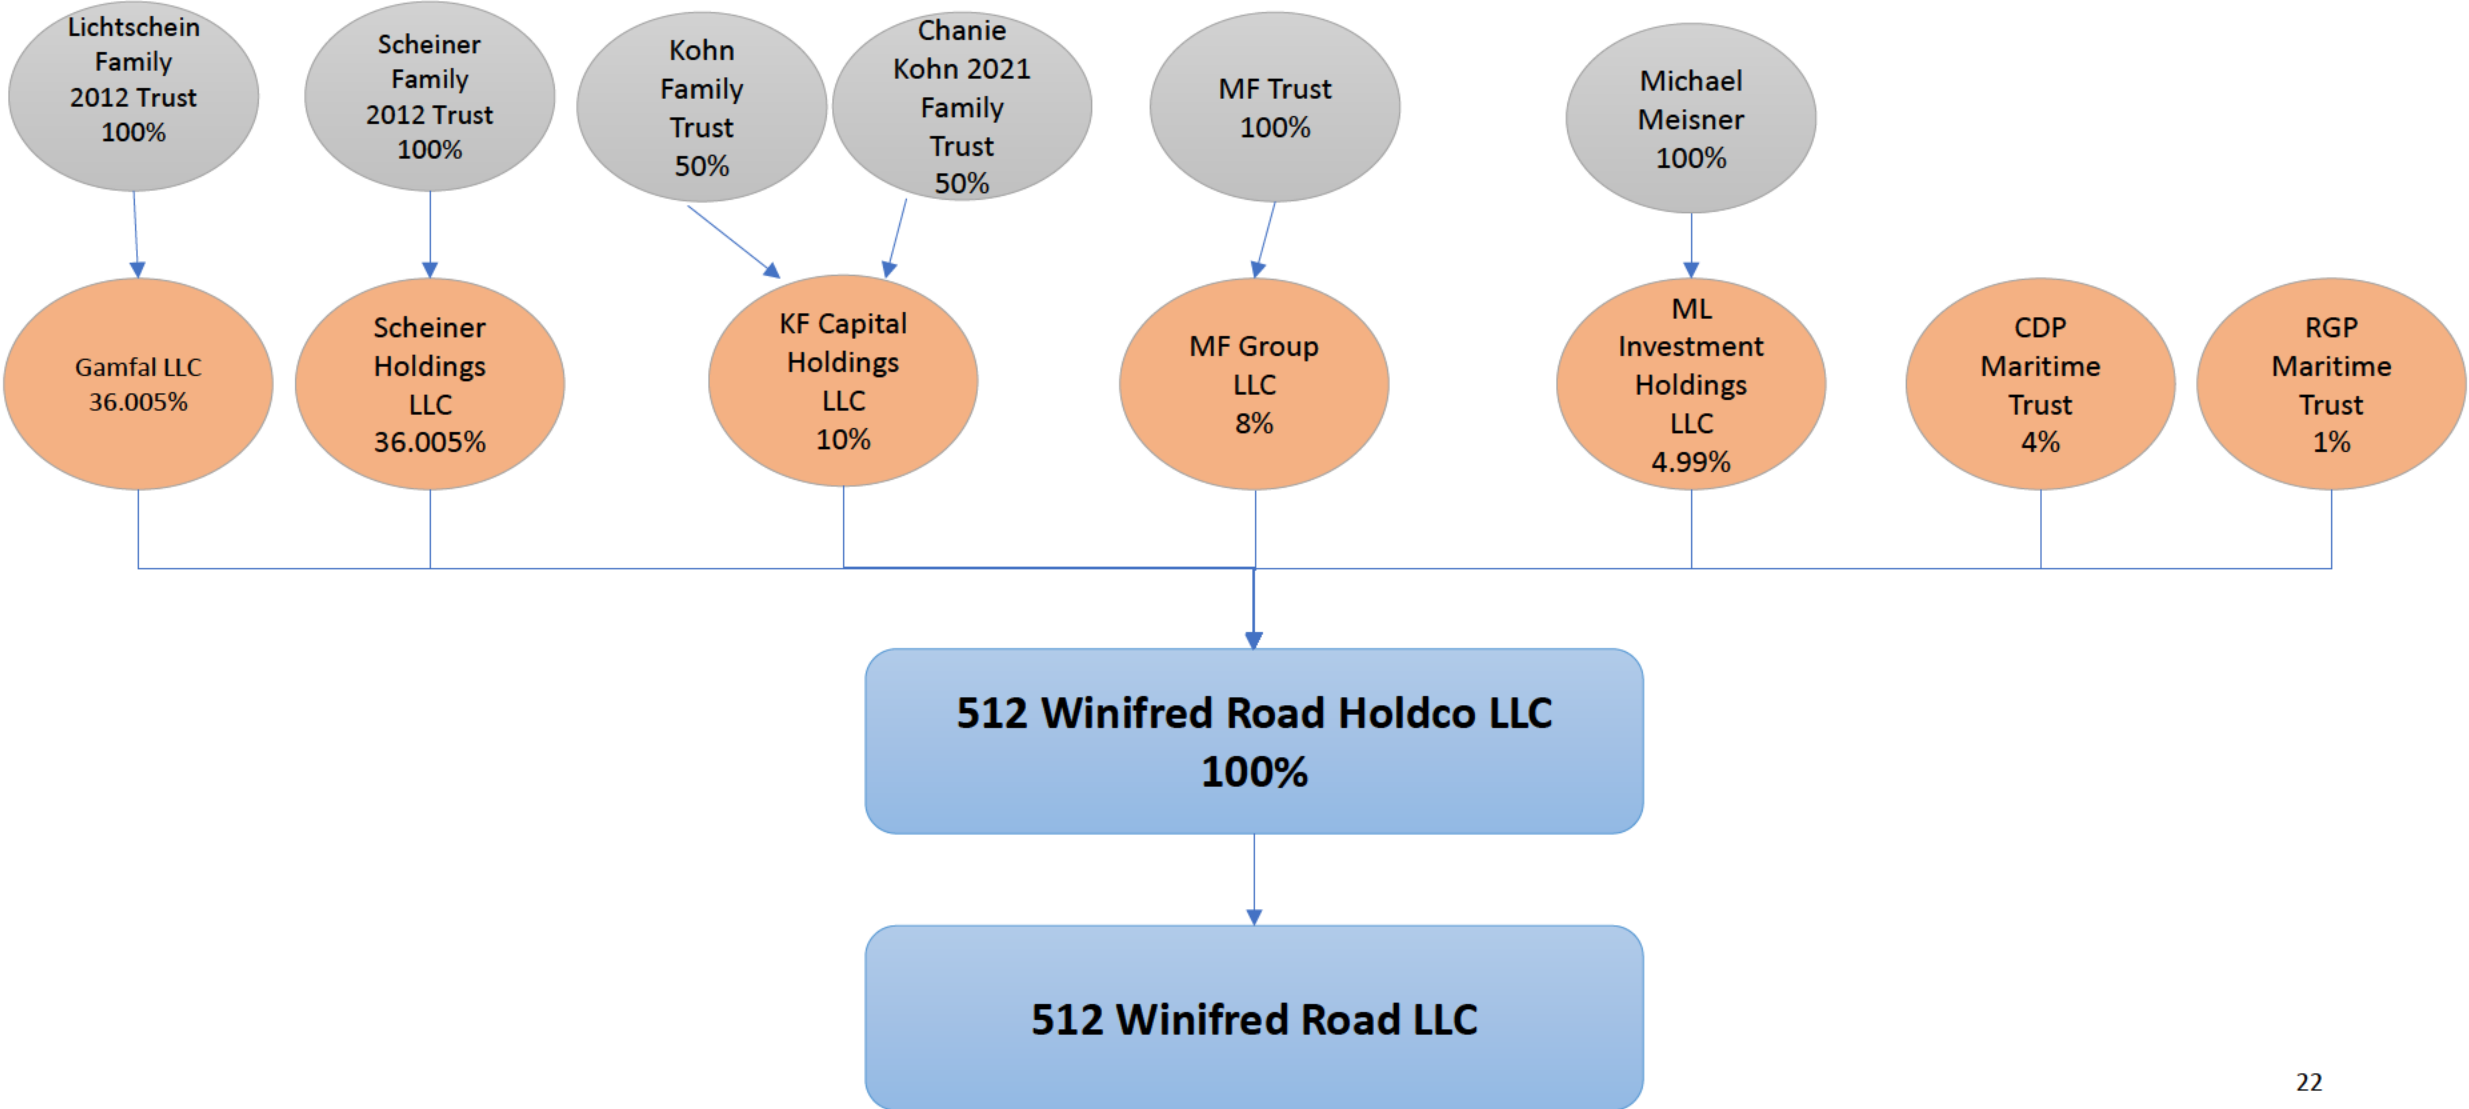 Lichtschein
Family
2012 Trust
100%
Scheiner
Family
2012 Trust
100%
Kohn
Family
Trust
50%
Chanie
Kohn 2021
Family
Trust
50%
MF Trust
100%
Michael
Meisner
100%
Gamfal LLC
36.005%
Scheiner
Holdings
LLC
36.005%
KF Capital
Holdings
LLC
10%
MF Group
LLC
8%
ML
Investment
Holdings
LLC
4.99%
CDP
Maritime
Trust
4%
RGP
Maritime
Trust
1%
512 Winifred Road Holdco LLC
100%
512 Winifred Road LLC
22